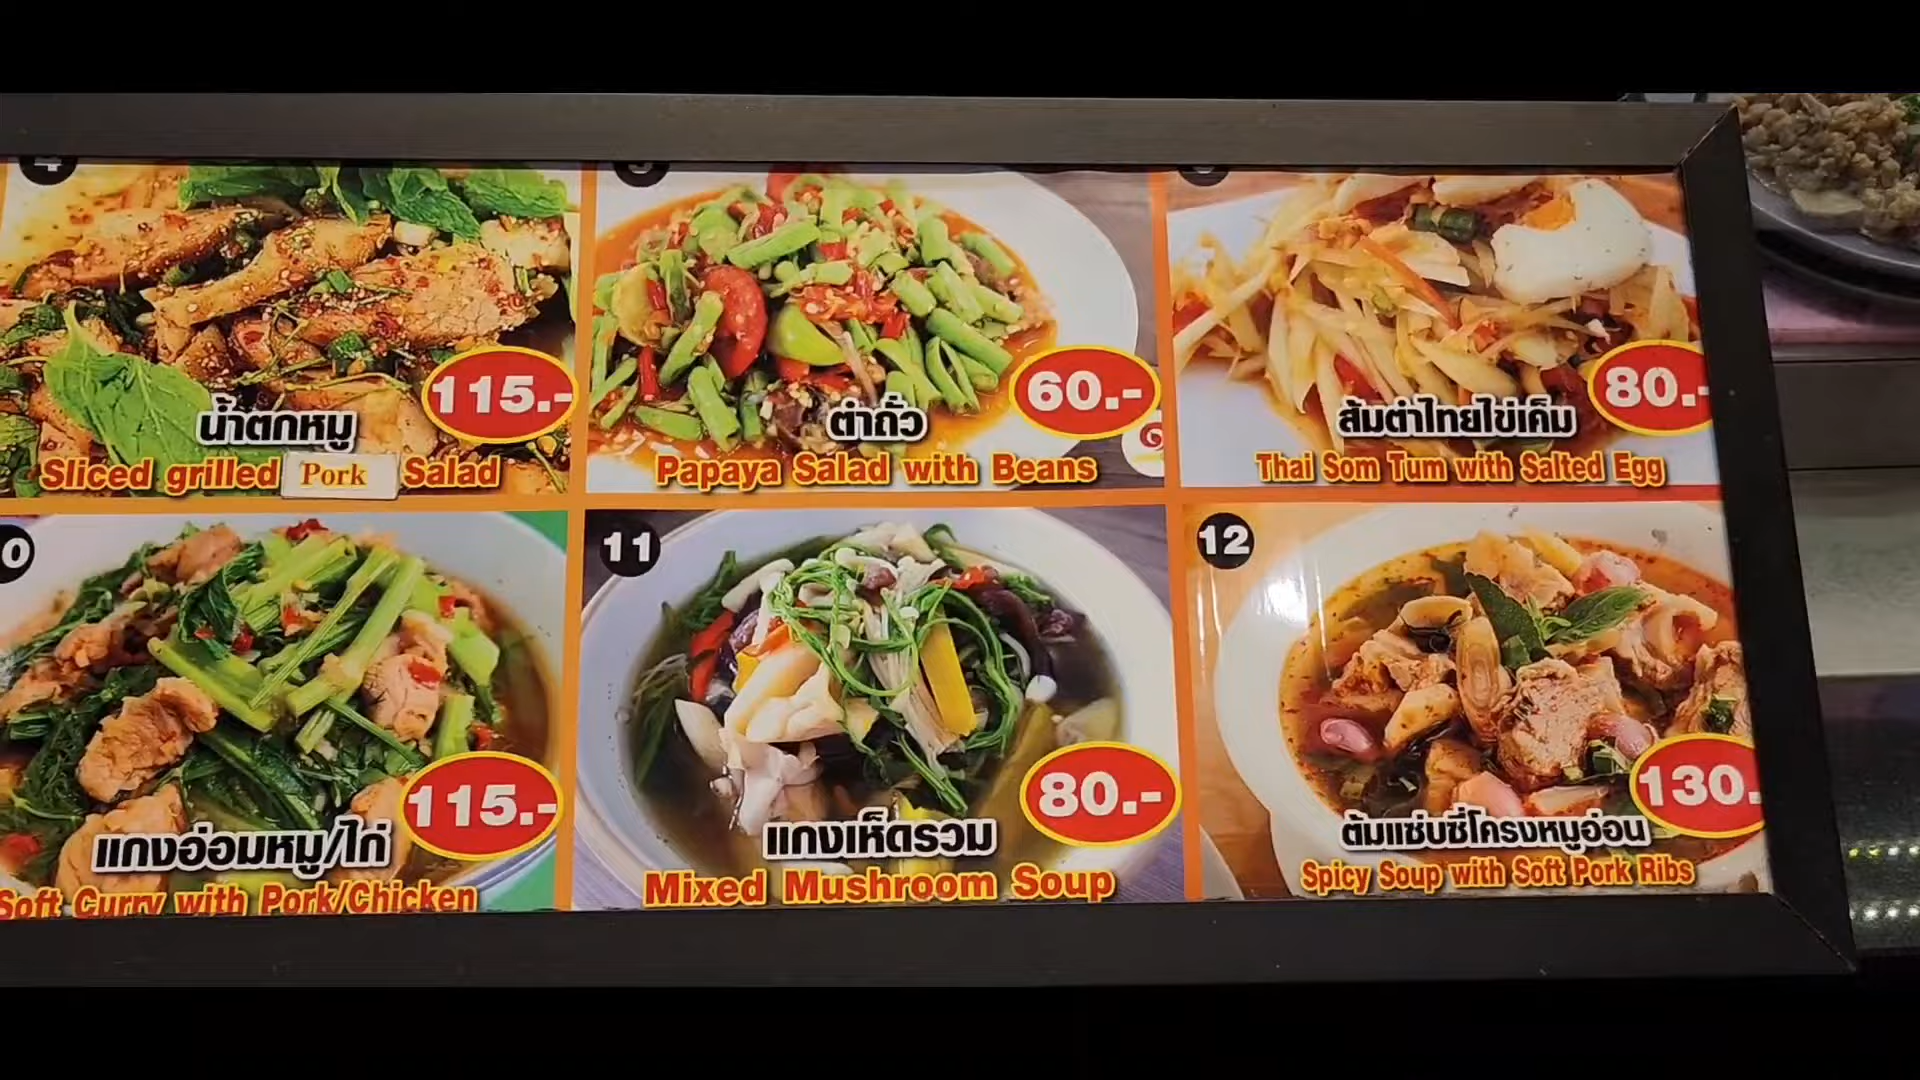 4
115.-
น้ำตกหมู
Sliced grilled Pork Salad
5
60.-
ตำถั่ว
Papaya Salad with Beans
80.-
ส้มตำไทยไข่เค็ม
Thai Som Tum with Salted Egg
0
115.-
แกงอ่อมหมู/ไก่
Soft Curry with Pork/Chicken
11
80.-
แกงเห็ดรวม
Mixed Mushroom Soup
12
130.
ต้มแซ่บซี่โครงหมูอ่อน
Spicy Soup with Soft Pork Ribs